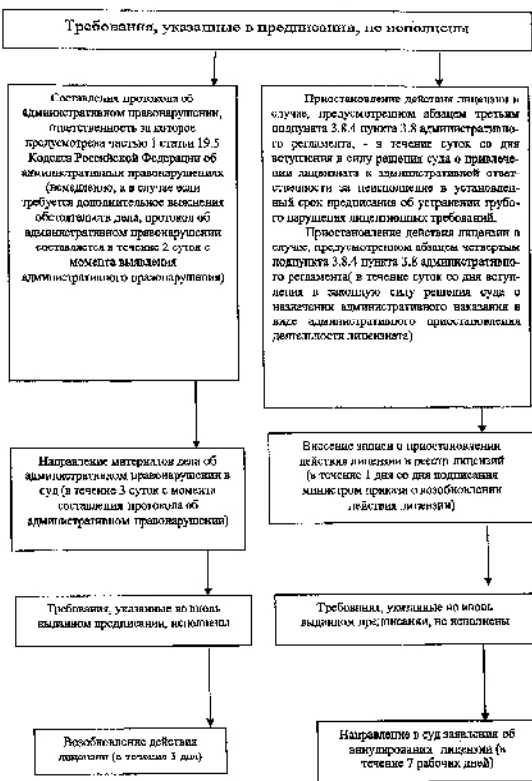 Требования, указанные в предписании, не исполнены
Составления протокола об
административном правонарушении,
ответственность за которое
предусмотрена частью 1 статьи 19.5
Кодекса Российской Федерации об
административных правонарушениях
(немедленно, а в случае если
требуется дополнительное выяснения
обстоятельств дела, протокол об
административном правонарушении
составляется в течение 2 суток с
момента выявления
административного правонарушения)
Приостановление действия лицензии в
случае, предусмотренном абзацем третьим
подпункта 3.8.4 пункта 3.8 административно-
го регламента, - в течение суток со дня
вступления в силу решения суда о привлече-
нии лицензиата к административной ответ-
ственности за неисполнение в установлен-
ный срок предписания об устранении грубо-
го нарушения лицензионных требований.
Приостановление действия лицензии в
случае, предусмотренном абзацем четвертым
подпункта 3.8.4 пункта 3.8 административно-
го регламента( в течение суток со дня вступ-
ления в законную силу решения суда о
назначении административного наказания в
виде административного приостановления
деятельности лицензиата)
Направление материалов дела об
административном правонарушении в
суд (в течение 3 суток с момента
составления протокола об
административном правонарушении)
Внесение записи о приостановлении
действия лицензии в реестр лицензий
(в течение 1 дня со дня подписания
министром приказа о возобновлении
действия лицензии)
Требования, указанные во вновь
выданном предписании, исполнены
Требования, указанные во вновь
выданном предписании, не исполнены
Возобновление действия
лицензии (в течения 3 дня)
Направление в суд заявления об
аннулировании лицензии (в
течение 7 рабочих дней)